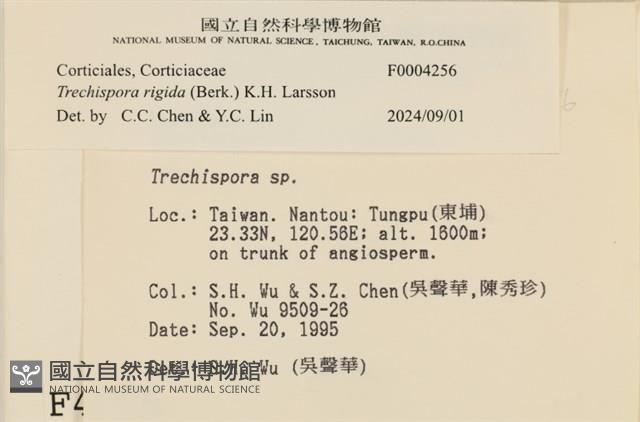 國立自然科學博物館
NATIONAL MUSEUM OF NATURAL SCIENCE, TAICHUNG, TAIWAN, R.O.CHINA
Corticiales, Corticiaceae F0004256
Trechispora rigida (Berk.) K.H. Larsson
Det. by C.C. Chen & Y.C. Lin 2024/09/01
Trechispora sp.
Loc.: Taiwan. Nantou: Tungpu(東埔)
23.33N, 120.56E; alt. 1600m;
on trunk of angiosperm.
Col.: S.H. Wu & S.Z. Chen(吳聲華,陳秀珍)
No. Wu 9509-26
Date: Sep. 20, 1995
Wu (吳聲華)
國立自然科學博物館
NATIONAL MUSEUM OF NATURAL SCIENCE
F4